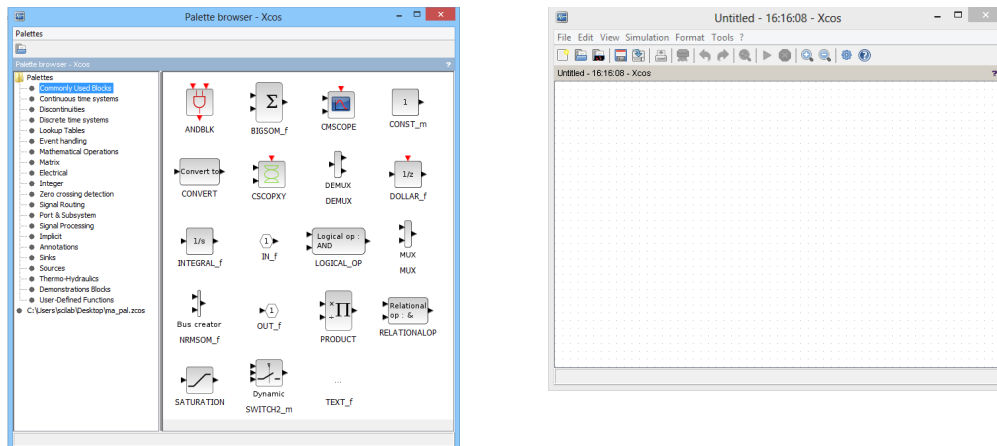 Palette browser - Xcos
Palettes
Palette browser - Xcos ?
Palettes
Commonly Used Blocks
Continuous time systems
Discontinuities
Discrete time systems
Lookup Tables
Event handling
Mathematical Operations
Matrix
Electrical
Integer
Zero crossing detection
Signal Routing
Port & Subsystem
Signal Processing
Implicit
Annotations
Sinks
Sources
Thermo-Hydraulics
Demonstrations Blocks
User-Defined Functions
C:\Users\scilab\Desktop\ma_pal.xcos
Σ 1
ANDBLK BIGSOM_f CMSCOPE CONST_m
Convert to 1/z
DEMUX
CONVERT CSCOPXY DEMUX DOLLAR_f
1/s 1 Logical op :
AND
MUX
INTEGRAL_f IN_f LOGICAL_OP MUX
1 × ÷ Π Relational
op : &
Bus creator
NRMSOM_f OUT_f PRODUCT RELATIONALOP
Dynamic ...
SATURATION SWITCH2_m TEXT_f
Untitled - 16:16:08 - Xcos
File Edit View Simulation Format Tools ?
Untitled - 16:16:08 - Xcos ?